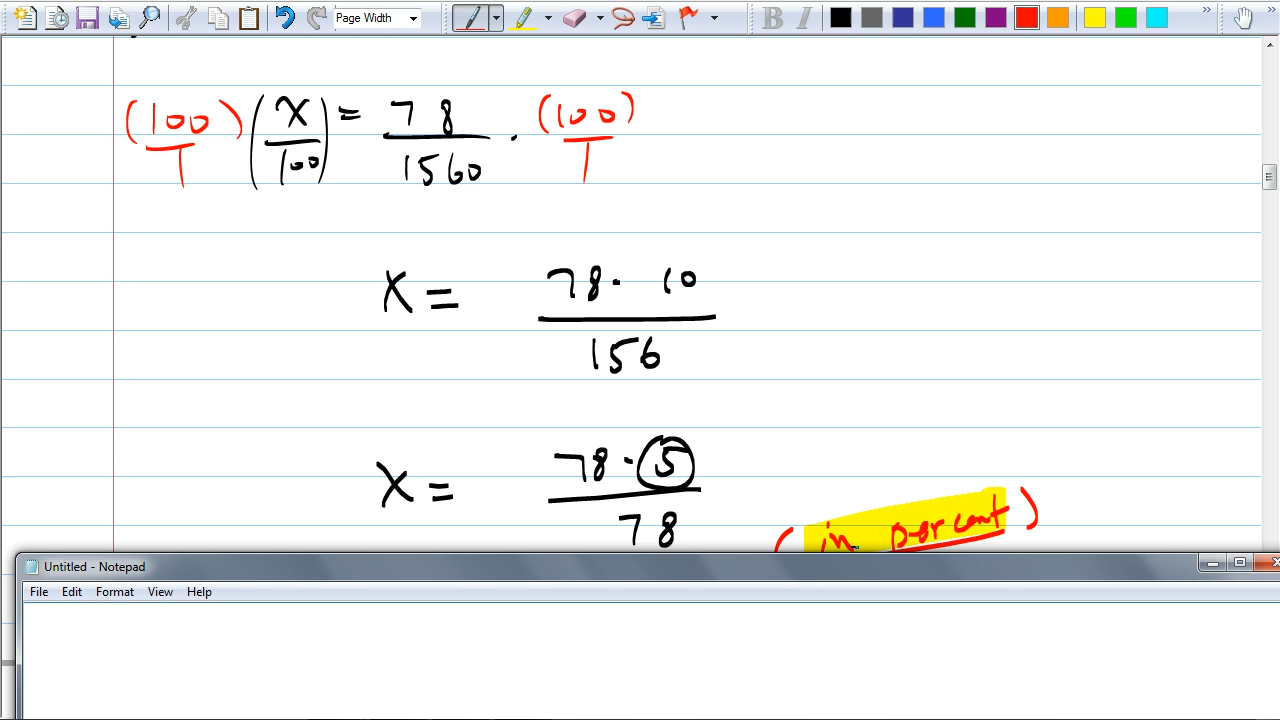 Page Width
B I
(100)/1 (x/100) = 78/1560 · (100)/1
x = 78 · 10/156
x = 78 · 5/78
(in percent)
Untitled - Notepad
File Edit Format View Help